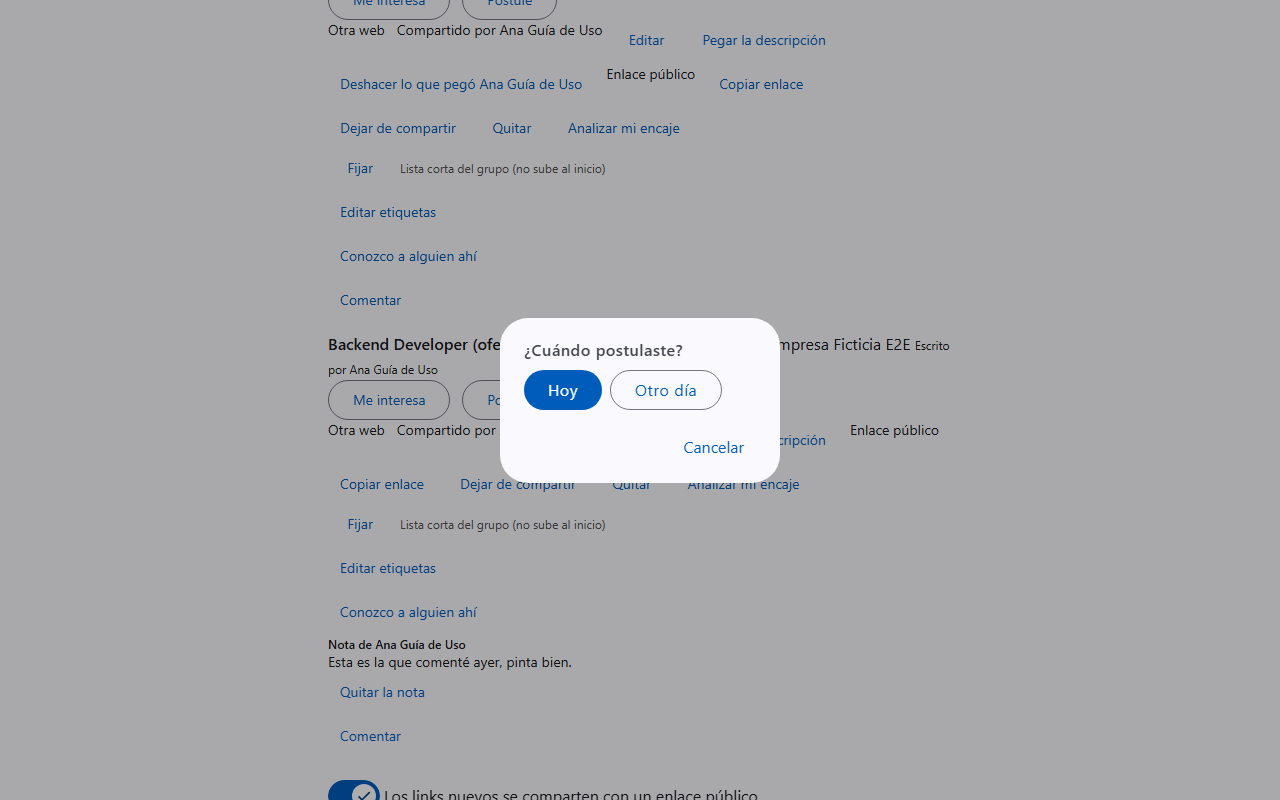 Me interesa Postulé
Otra web Compartido por Ana Guía de Uso Editar Pegar la descripción
Deshacer lo que pegó Ana Guía de Uso Enlace público Copiar enlace
Dejar de compartir Quitar Analizar mi encaje
Fijar Lista corta del grupo (no sube al inicio)
Editar etiquetas
Conozco a alguien ahí
Comentar
Backend Developer (ofe mpresa Ficticia E2E Escrito
por Ana Guía de Uso
¿Cuándo postulaste?
Hoy Otro día
Cancelar
Me interesa Po
Otra web Compartido por cripción Enlace público
Copiar enlace Dejar de compartir Quitar Analizar mi encaje
Fijar Lista corta del grupo (no sube al inicio)
Editar etiquetas
Conozco a alguien ahí
Nota de Ana Guía de Uso
Esta es la que comenté ayer, pinta bien.
Quitar la nota
Comentar
Los links nuevos se comparten con un enlace público